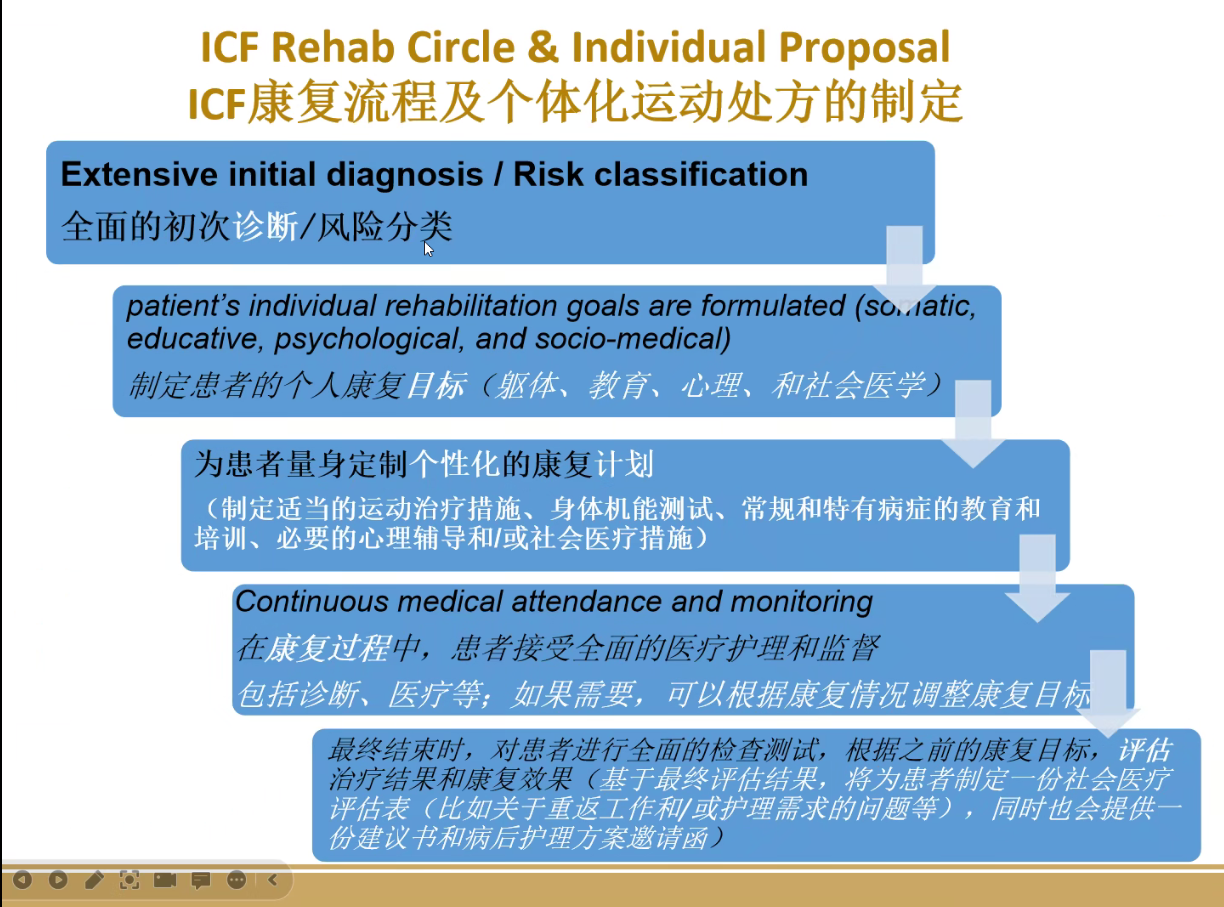 ICF Rehab Circle & Individual Proposal
ICF康复流程及个体化运动处方的制定
Extensive initial diagnosis / Risk classification
全面的初次诊断/风险分类
patient’s individual rehabilitation goals are formulated (somatic,
educative, psychological, and socio-medical)
制定患者的个人康复目标（躯体、教育、心理、和社会医学）
为患者量身定制个性化的康复计划
（制定适当的运动治疗措施、身体机能测试、常规和特有病症的教育和
培训、必要的心理辅导和/或社会医疗措施）
Continuous medical attendance and monitoring
在康复过程中，患者接受全面的医疗护理和监督
包括诊断、医疗等；如果需要，可以根据康复情况调整康复目标
最终结束时，对患者进行全面的检查测试，根据之前的康复目标，评估
治疗结果和康复效果（基于最终评估结果，将为患者制定一份社会医疗
评估表（比如关于重返工作和/或护理需求的问题等），同时也会提供一
份建议书和病后护理方案邀请函）